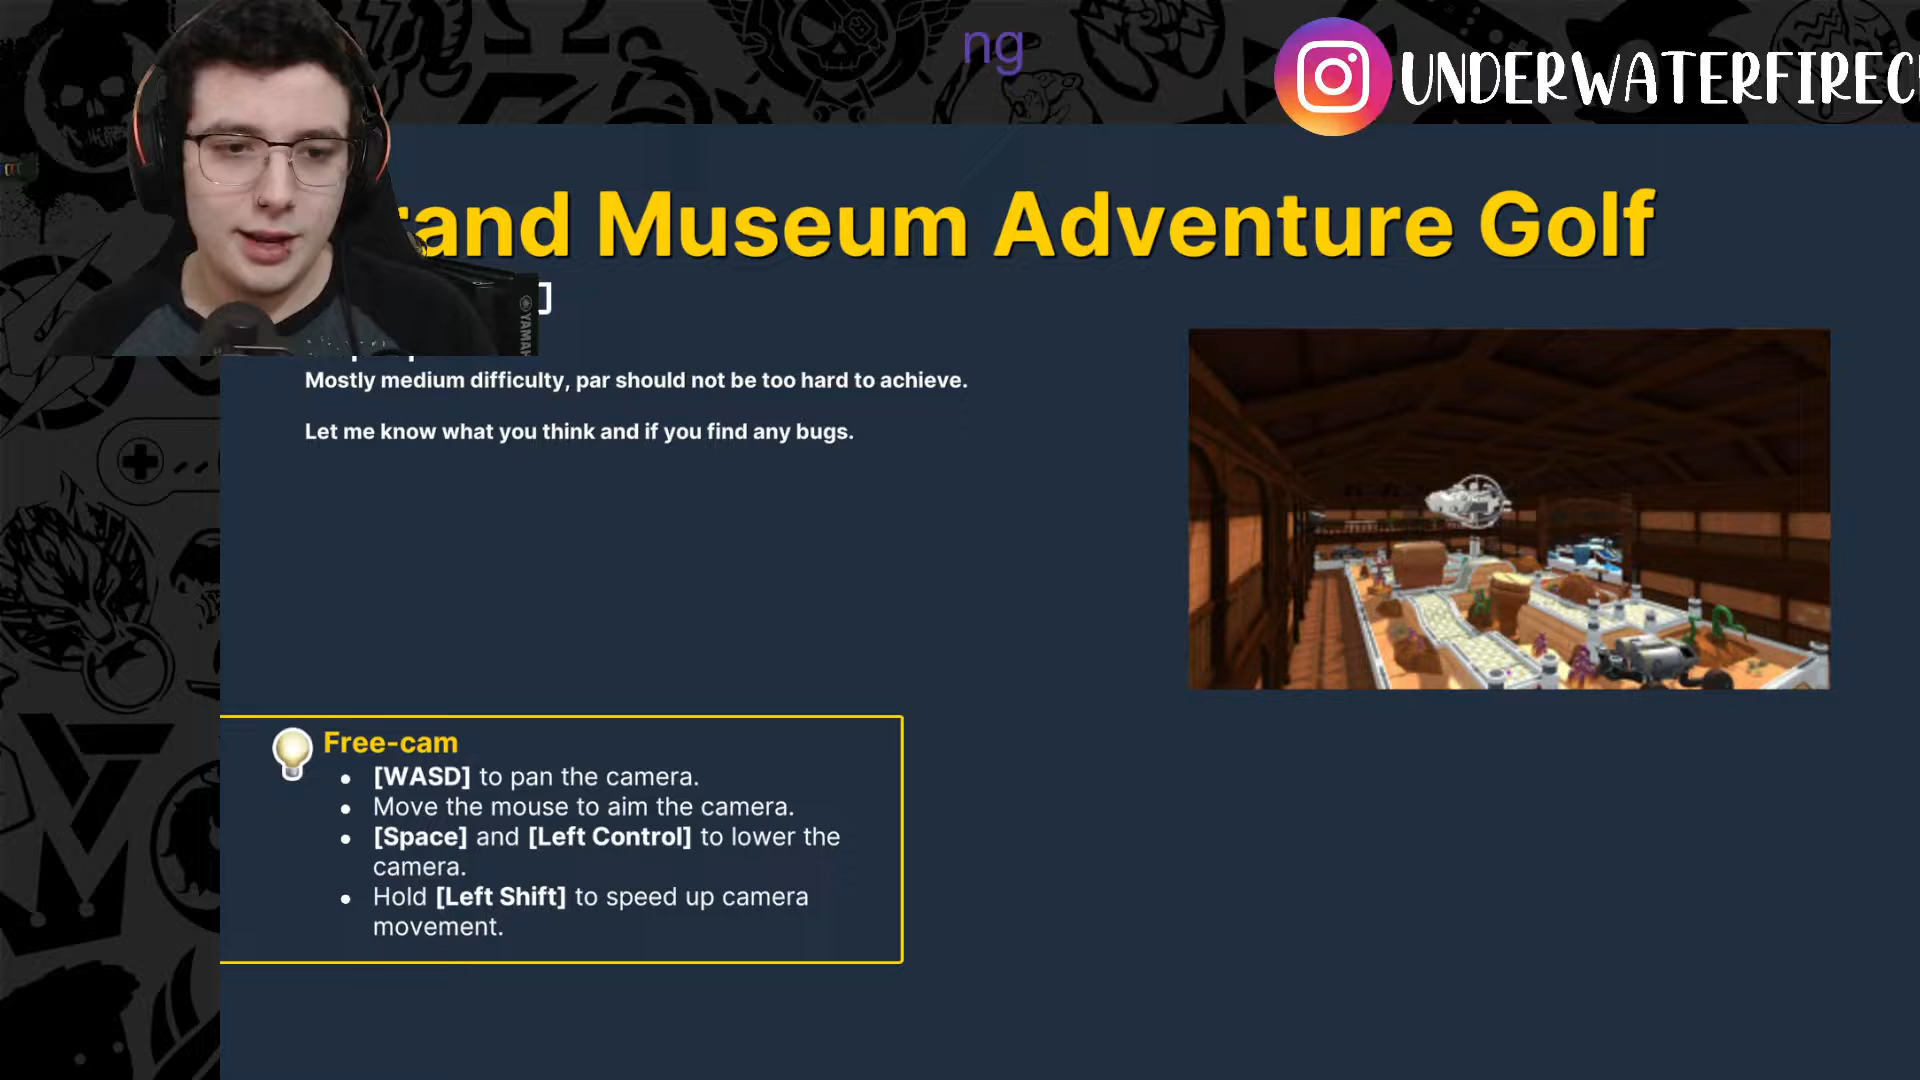 ng
UNDERWATERFIREC
rand Museum Adventure Golf
]
YAMAH
Mostly medium difficulty, par should not be too hard to achieve.
Let me know what you think and if you find any bugs.
Free-cam
• [WASD] to pan the camera.
• Move the mouse to aim the camera.
• [Space] and [Left Control] to lower the
camera.
• Hold [Left Shift] to speed up camera
movement.